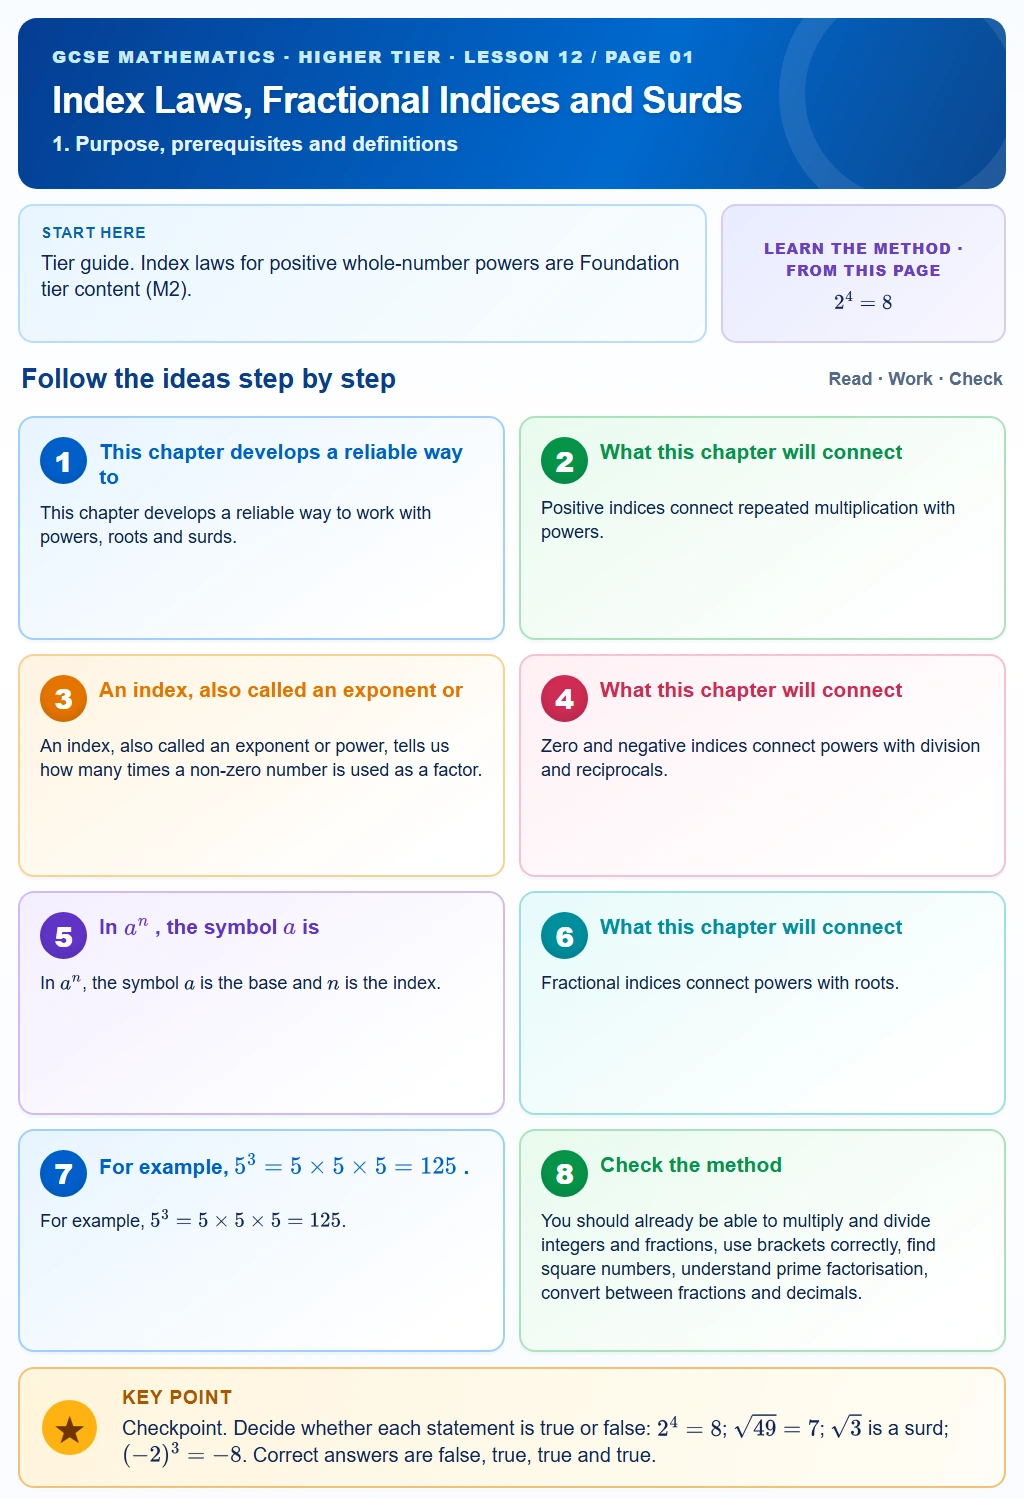 GCSE MATHEMATICS · HIGHER TIER · LESSON 12 / PAGE 01
Index Laws, Fractional Indices and Surds
1. Purpose, prerequisites and definitions
START HERE
Tier guide. Index laws for positive whole-number powers are Foundation
tier content (M2).
LEARN THE METHOD ·
FROM THIS PAGE
2⁴ = 8
Follow the ideas step by step
Read · Work · Check
1
This chapter develops a reliable way
to
This chapter develops a reliable way to work with
powers, roots and surds.
2
What this chapter will connect
Positive indices connect repeated multiplication with
powers.
3
An index, also called an exponent or
An index, also called an exponent or power, tells us
how many times a non-zero number is used as a factor.
4
What this chapter will connect
Zero and negative indices connect powers with division
and reciprocals.
5
In aⁿ , the symbol a is
In aⁿ, the symbol a is the base and n is the index.
6
What this chapter will connect
Fractional indices connect powers with roots.
7
For example, 5³ = 5 × 5 × 5 = 125 .
For example, 5³ = 5 × 5 × 5 = 125.
8
Check the method
You should already be able to multiply and divide
integers and fractions, use brackets correctly, find
square numbers, understand prime factorisation,
convert between fractions and decimals.
KEY POINT
Checkpoint. Decide whether each statement is true or false: 2⁴ = 8; √49 = 7; √3 is a surd;
(−2)³ = −8. Correct answers are false, true, true and true.